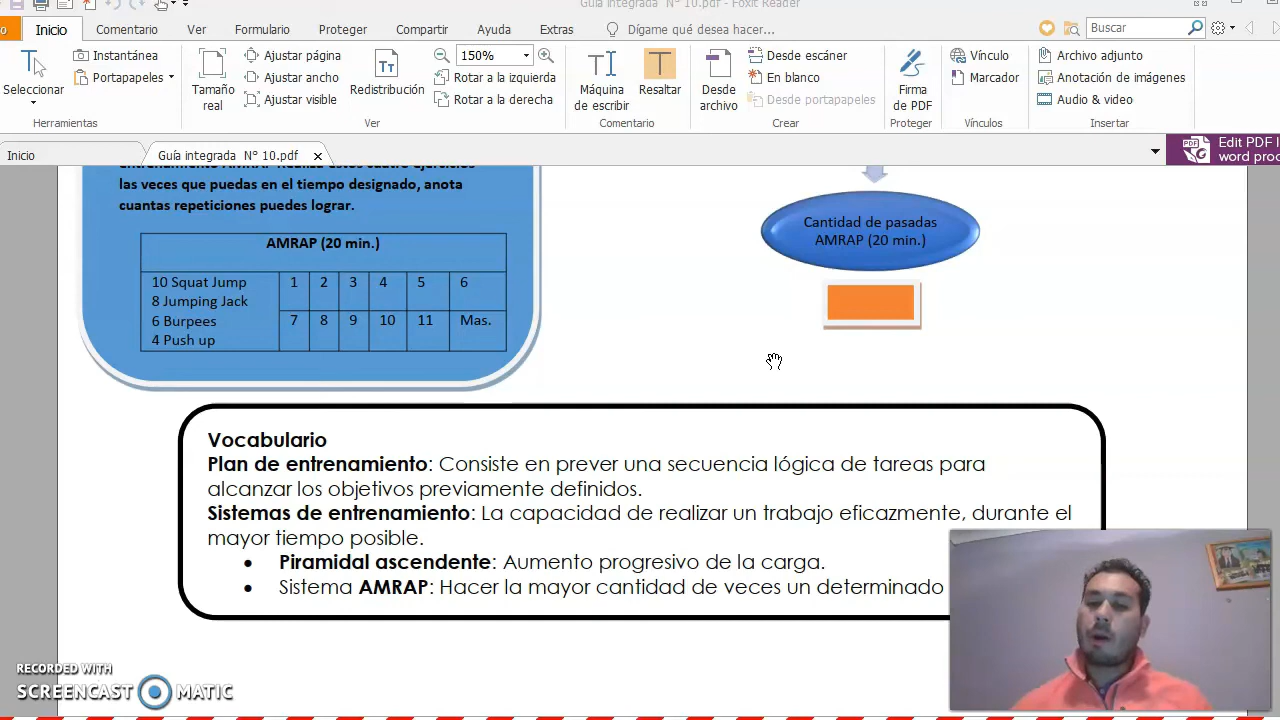 Guía integrada N° 10.pdf - Foxit Reader
Inicio
Comentario
Ver
Formulario
Proteger
Compartir
Ayuda
Extras
Dígame qué desea hacer...
Buscar
Seleccionar
Instantánea
Portapapeles
Herramientas
Tamaño
real
Ajustar página
Ajustar ancho
Ajustar visible
Redistribución
150%
Rotar a la izquierda
Rotar a la derecha
Ver
Máquina
de escribir
Resaltar
Comentario
Desde
archivo
Desde escáner
En blanco
Desde portapapeles
Crear
Firma
de PDF
Proteger
Vínculo
Marcador
Vínculos
Archivo adjunto
Anotación de imágenes
Audio & video
Insertar
Inicio
Guía integrada N° 10.pdf
Edit PDF
word
las veces que puedas en el tiempo designado, anota
cuantas repeticiones puedes lograr.
AMRAP (20 min.)
10 Squat Jump
8 Jumping Jack
6 Burpees
4 Push up
1 2 3 4 5 6
7 8 9 10 11 Mas.
Cantidad de pasadas
AMRAP (20 min.)
Vocabulario
Plan de entrenamiento: Consiste en prever una secuencia lógica de tareas para
alcanzar los objetivos previamente definidos.
Sistemas de entrenamiento: La capacidad de realizar un trabajo eficazmente, durante el
mayor tiempo posible.
• Piramidal ascendente: Aumento progresivo de la carga.
• Sistema AMRAP: Hacer la mayor cantidad de veces un determinado
RECORDED WITH
SCREENCAST MATIC